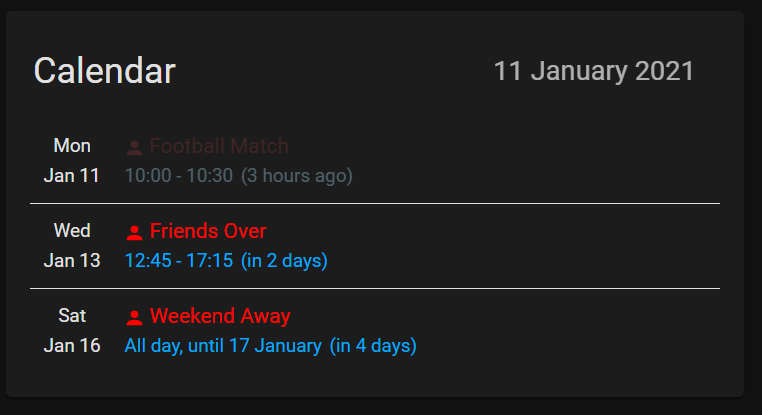 Calendar 11 January 2021
Mon Football Match
Jan 11 10:00 - 10:30 (3 hours ago)
Wed Friends Over
Jan 13 12:45 - 17:15 (in 2 days)
Sat Weekend Away
Jan 16 All day, until 17 January (in 4 days)